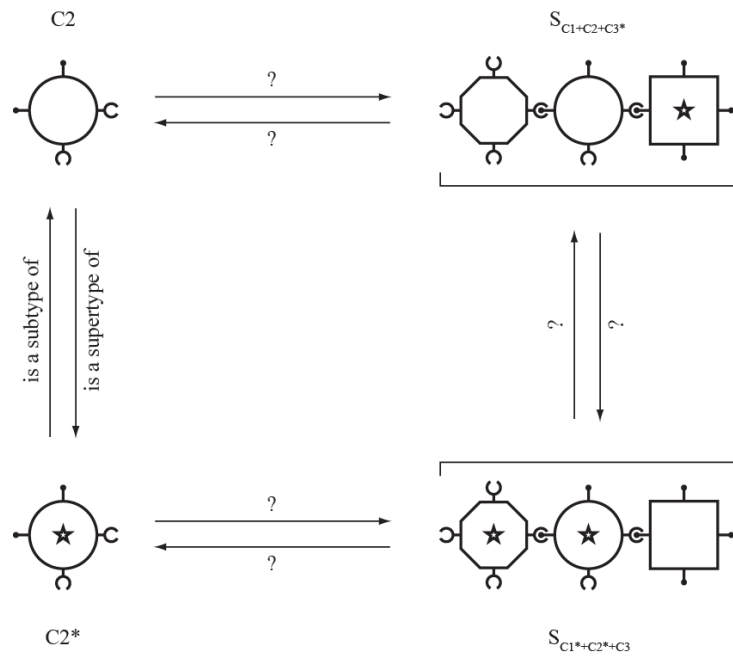 C2
S_{C1+C2+C3*}
?
?
is a subtype of
is a supertype of
?
?
?
?
C2*
S_{C1*+C2*+C3}